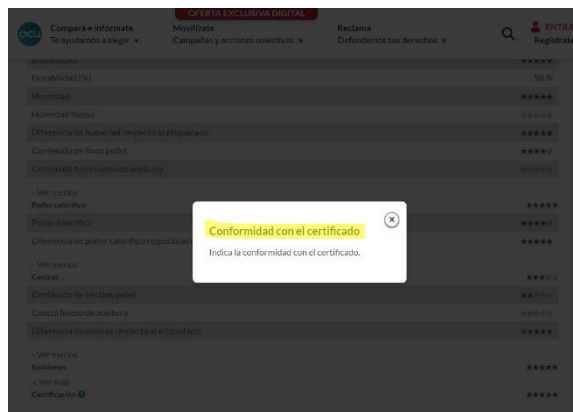 OFERTA EXCLUSIVA DIGITAL
ocu
Compara e infórmate
Te ayudamos a elegir
Movilízate
Campañas y acciones colectivas
Reclama
Defendemos tus derechos
ENTRA
Regístrate
Durabilidad
Durabilidad (%) 98 %
Humedad
Humedad hueso
Diferencia de humedad respecto al etiquetado
Contenido de finos pellet
Contenido finos hueso de aceituna
- Ver menos
Poder calorífico
Poder calorífico
Diferencia de poder calorífico respecto al
Conformidad con el certificado
Indica la conformidad con el certificado.
- Ver menos
Cenizas
Contenido de cenizas pellet
Ceniza hueso de aceituna
Diferencia de cenizas respecto al etiquetado
- Ver menos
Emisiones
+ Ver más
Certificación